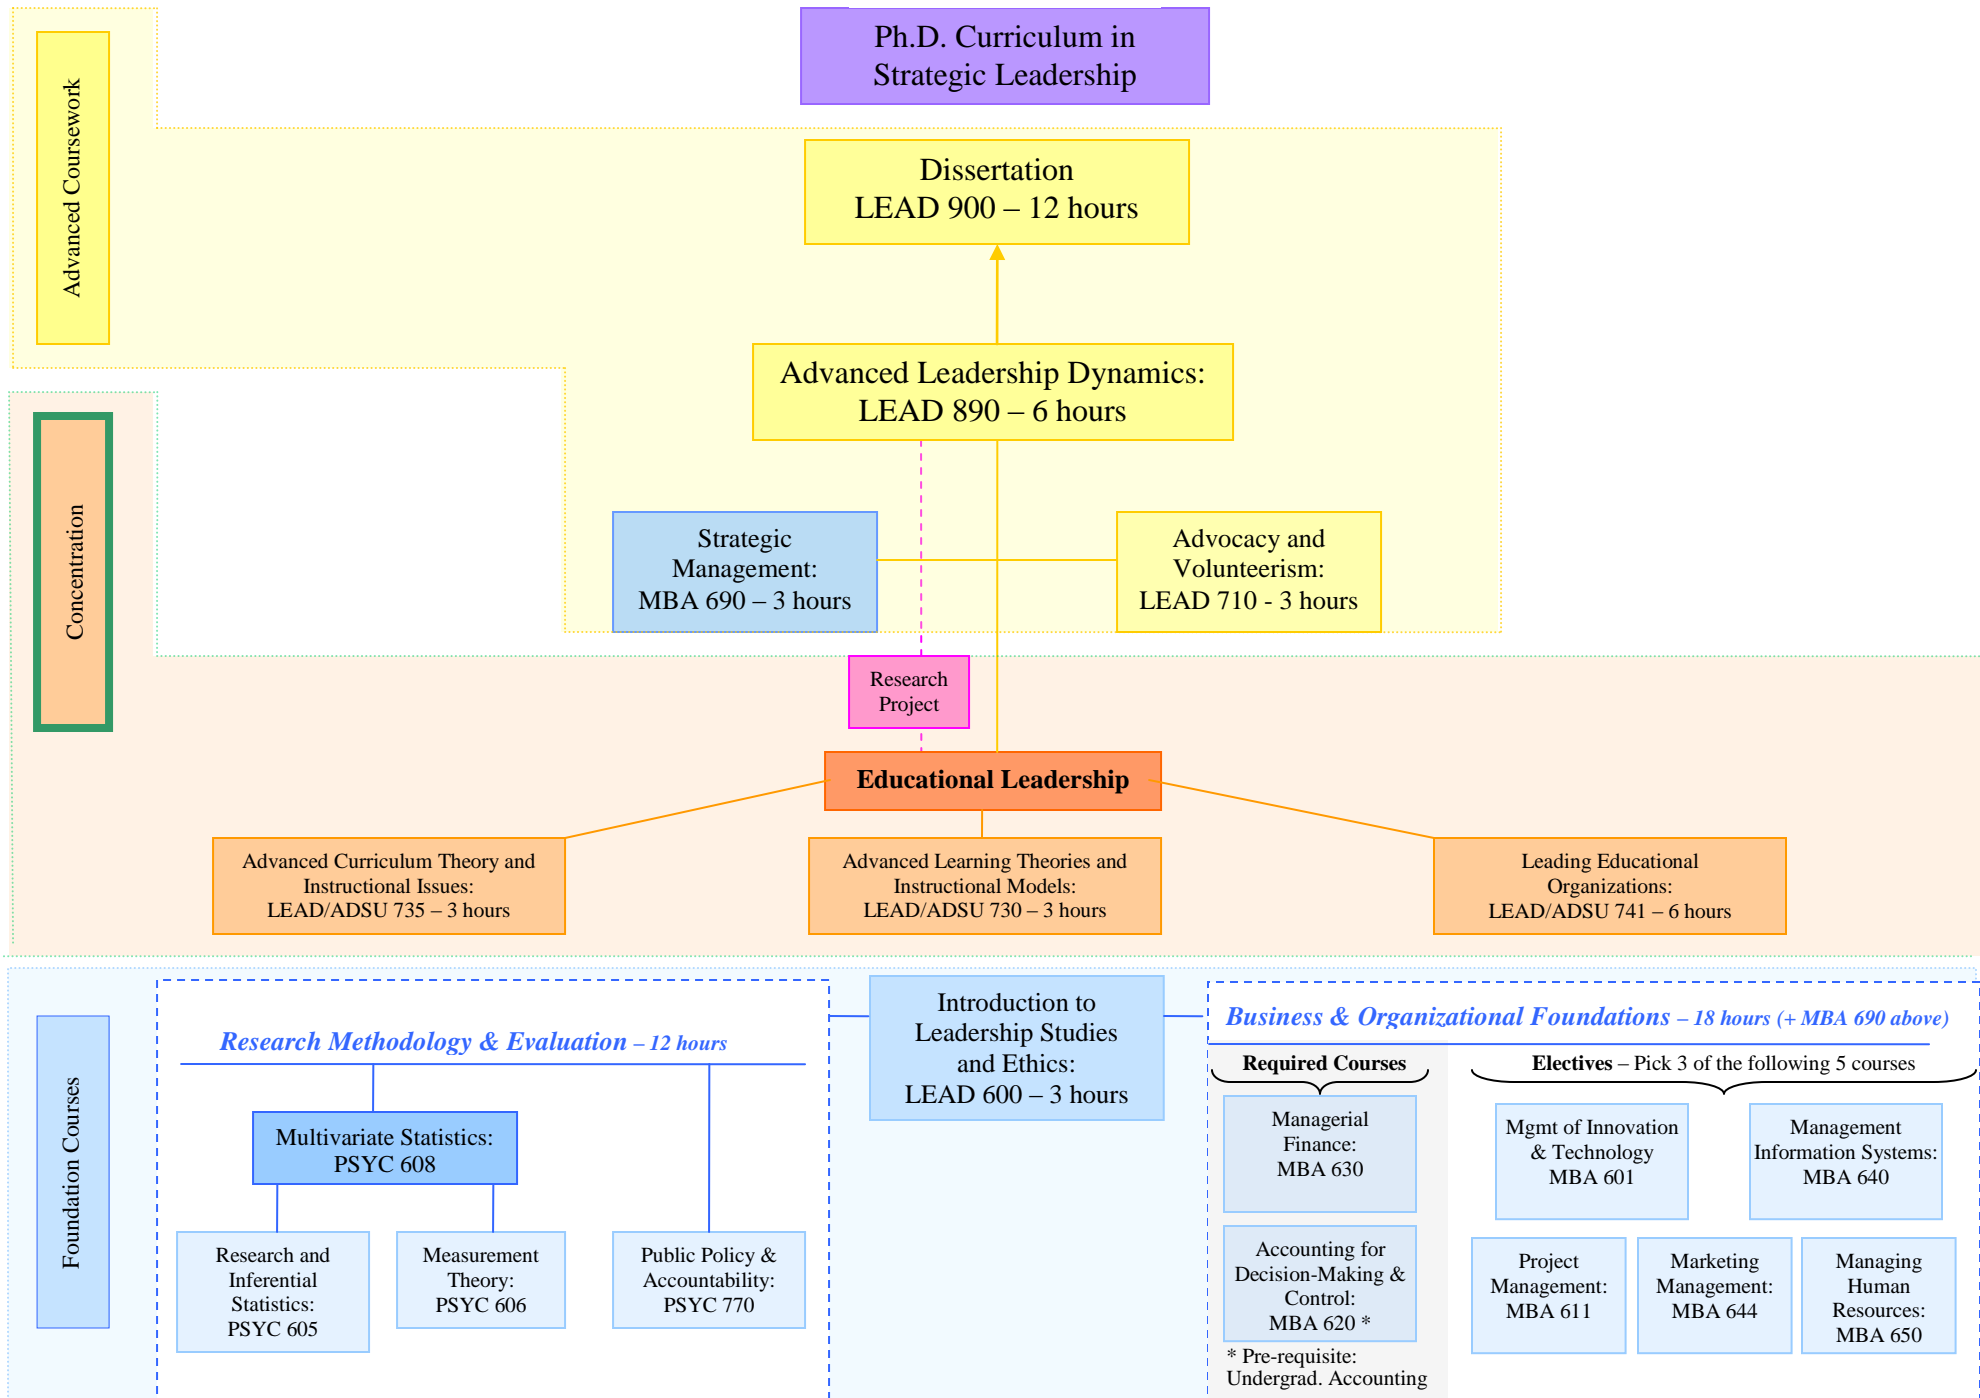 Ph.D. Curriculum in
Strategic Leadership
Advanced Coursework
Dissertation
LEAD 900 – 12 hours
Advanced Leadership Dynamics:
LEAD 890 – 6 hours
Concentration
Strategic
Management:
MBA 690 – 3 hours
Advocacy and
Volunteerism:
LEAD 710 - 3 hours
Research
Project
Educational Leadership
Advanced Curriculum Theory and
Instructional Issues:
LEAD/ADSU 735 – 3 hours
Advanced Learning Theories and
Instructional Models:
LEAD/ADSU 730 – 3 hours
Leading Educational
Organizations:
LEAD/ADSU 741 – 6 hours
Foundation Courses
Research Methodology & Evaluation – 12 hours
Multivariate Statistics:
PSYC 608
Research and
Inferential
Statistics:
PSYC 605
Measurement
Theory:
PSYC 606
Public Policy &
Accountability:
PSYC 770
Introduction to
Leadership Studies
and Ethics:
LEAD 600 – 3 hours
Business & Organizational Foundations – 18 hours (+ MBA 690 above)
Required Courses
Managerial
Finance:
MBA 630
Accounting for
Decision-Making &
Control:
MBA 620 *
* Pre-requisite:
Undergrad. Accounting
Electives – Pick 3 of the following 5 courses
Mgmt of Innovation
& Technology
MBA 601
Management
Information Systems:
MBA 640
Project
Management:
MBA 611
Marketing
Management:
MBA 644
Managing
Human
Resources:
MBA 650